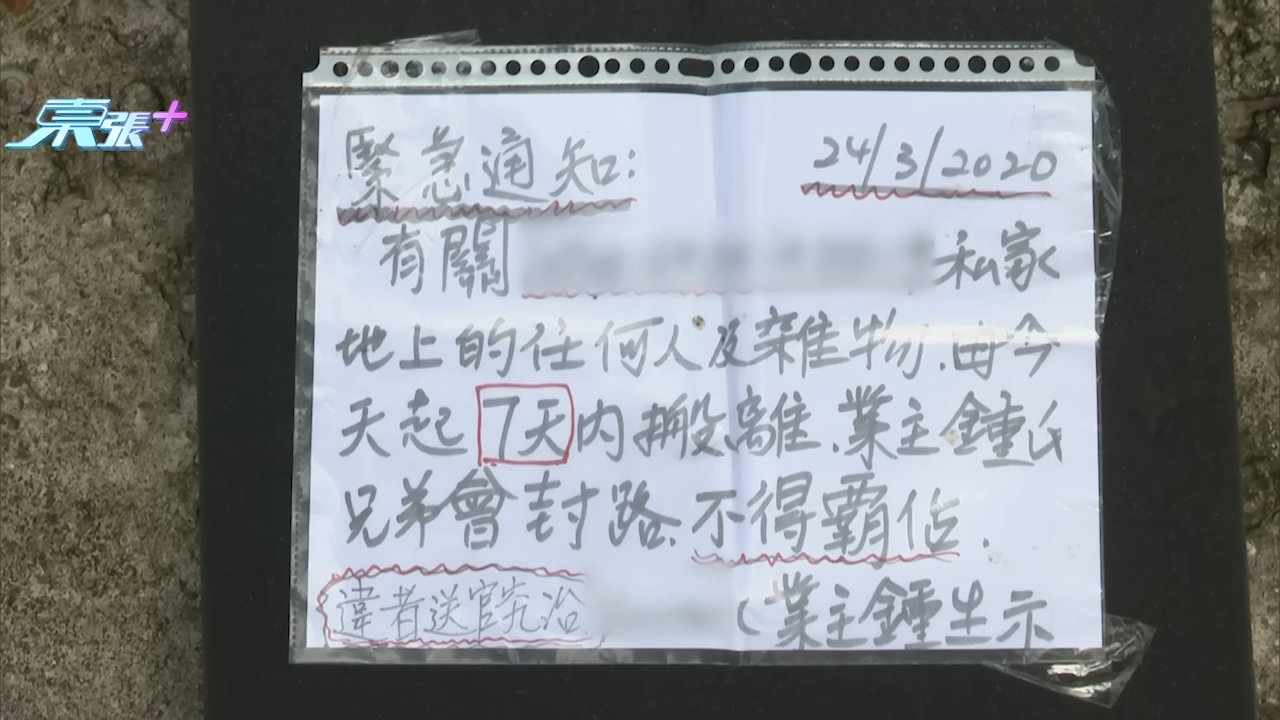 東張+
緊急通知: 24/3/2020
有關 私家
地上的任何人及雜物.由今
天起 7天內搬離.業主鍾氏
兄弟會封路.不得霸佔.
違者送官究治 (業主鍾生示